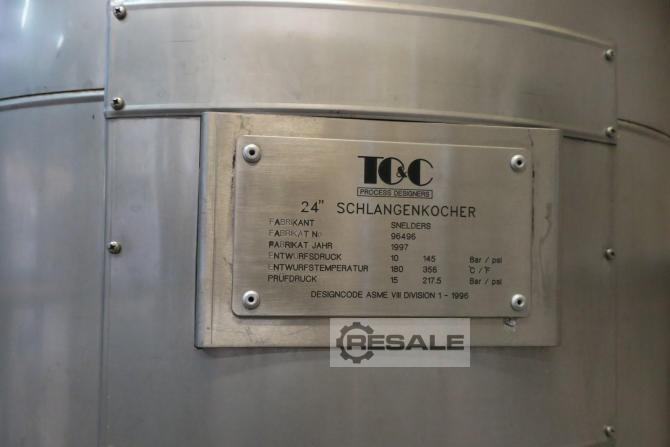 TC&C
PROCESS DESIGNERS
24" SCHLANGENKOCHER
FABRIKANT SNELDERS
FABRIKAT No 96496
FABRIKAT JAHR 1997
ENTWURFSDRUCK 10 145 Bar / psi
ENTWURFSTEMPERATUR 180 356 °C / °F
PRÜFDRUCK 15 217.5 Bar / psi
DESIGNCODE ASME VIII DIVISION 1 - 1996
RESALE